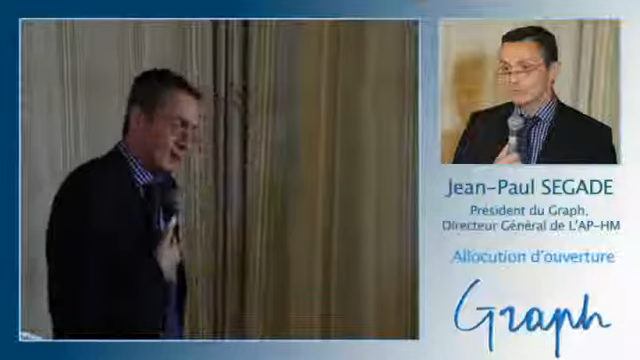 Jean-Paul SEGADE
Président du Graph,
Directeur Général de L'AP-HM
Allocution d'ouverture
Graph